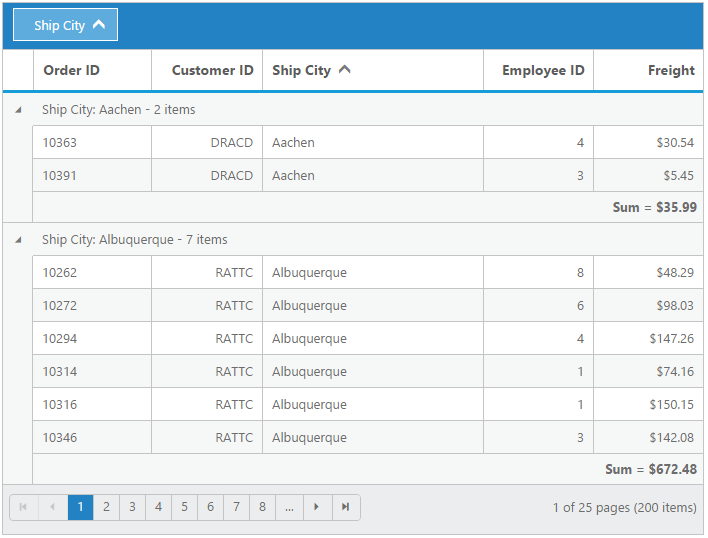 Ship City
Order ID Customer ID Ship City Employee ID Freight
Ship City: Aachen - 2 items
10363 DRACD Aachen 4 $30.54
10391 DRACD Aachen 3 $5.45
Sum = $35.99
Ship City: Albuquerque - 7 items
10262 RATTC Albuquerque 8 $48.29
10272 RATTC Albuquerque 6 $98.03
10294 RATTC Albuquerque 4 $147.26
10314 RATTC Albuquerque 1 $74.16
10316 RATTC Albuquerque 1 $150.15
10346 RATTC Albuquerque 3 $142.08
Sum = $672.48
1 2 3 4 5 6 7 8 ... 1 of 25 pages (200 items)